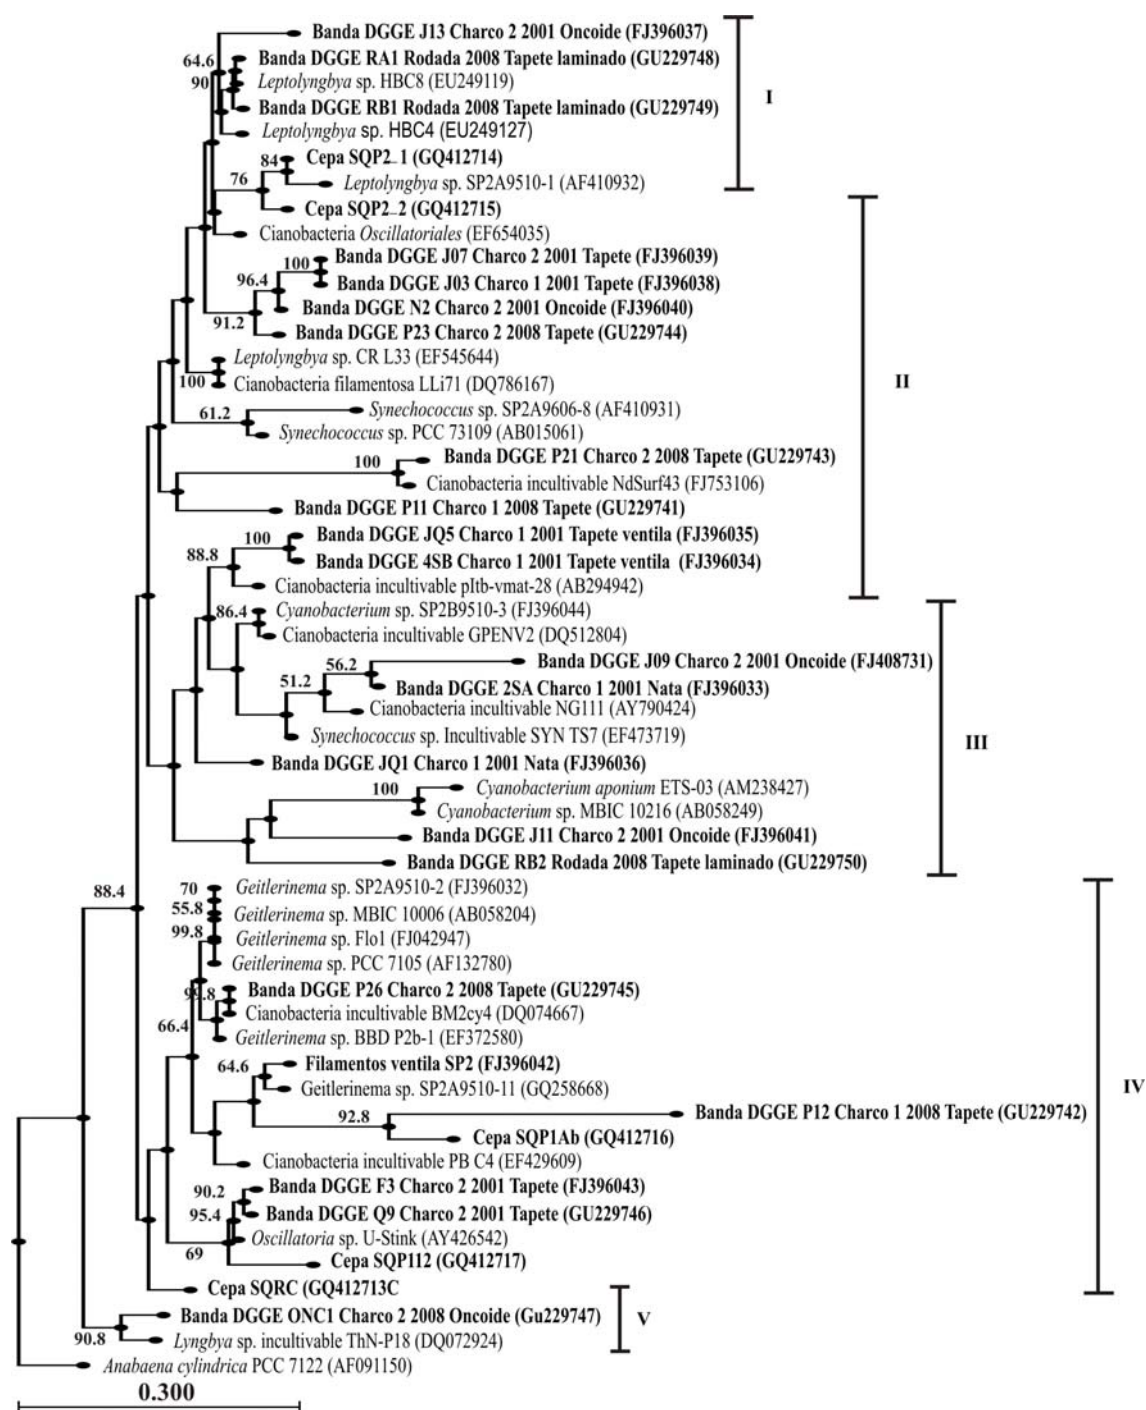 Banda DGGE J13 Charco 2 2001 Oncoide (FJ396037)
64.6
Banda DGGE RA1 Rodada 2008 Tapete laminado (GU229748)
90
Leptolyngbya sp. HBC8 (EU249119)
I
Banda DGGE RB1 Rodada 2008 Tapete laminado (GU229749)
Leptolyngbya sp. HBC4 (EU249127)
84
Cepa SQP2_1 (GQ412714)
76
Leptolyngbya sp. SP2A9510-1 (AF410932)
Cepa SQP2_2 (GQ412715)
Cianobacteria Oscillatoriales (EF654035)
100
Banda DGGE J07 Charco 2 2001 Tapete (FJ396039)
96.4
Banda DGGE J03 Charco 1 2001 Tapete (FJ396038)
Banda DGGE N2 Charco 2 2001 Oncoide (FJ396040)
91.2
Banda DGGE P23 Charco 2 2008 Tapete (GU229744)
Leptolyngbya sp. CR L33 (EF545644)
100
Cianobacteria filamentosa LLi71 (DQ786167)
II
61.2
Synechococcus sp. SP2A9606-8 (AF410931)
Synechococcus sp. PCC 73109 (AB015061)
100
Banda DGGE P21 Charco 2 2008 Tapete (GU229743)
Cianobacteria incultivable NdSurf43 (FJ753106)
Banda DGGE P11 Charco 1 2008 Tapete (GU229741)
100
Banda DGGE JQ5 Charco 1 2001 Tapete ventila (FJ396035)
88.8
Banda DGGE 4SB Charco 1 2001 Tapete ventila (FJ396034)
Cianobacteria incultivable pItb-vmat-28 (AB294942)
86.4
Cyanobacterium sp. SP2B9510-3 (FJ396044)
Cianobacteria incultivable GPENV2 (DQ512804)
56.2
Banda DGGE J09 Charco 2 2001 Oncoide (FJ408731)
51.2
Banda DGGE 2SA Charco 1 2001 Nata (FJ396033)
Cianobacteria incultivable NG111 (AY790424)
Synechococcus sp. Incultivable SYN TS7 (EF473719)
III
Banda DGGE JQ1 Charco 1 2001 Nata (FJ396036)
100
Cyanobacterium aponium ETS-03 (AM238427)
Cyanobacterium sp. MBIC 10216 (AB058249)
Banda DGGE J11 Charco 2 2001 Oncoide (FJ396041)
Banda DGGE RB2 Rodada 2008 Tapete laminado (GU229750)
88.4
70
Geitlerinema sp. SP2A9510-2 (FJ396032)
55.8
Geitlerinema sp. MBIC 10006 (AB058204)
99.8
Geitlerinema sp. Flo1 (FJ042947)
Geitlerinema sp. PCC 7105 (AF132780)
99.8
Banda DGGE P26 Charco 2 2008 Tapete (GU229745)
Cianobacteria incultivable BM2cy4 (DQ074667)
66.4
Geitlerinema sp. BBD P2b-1 (EF372580)
64.6
Filamentos ventila SP2 (FJ396042)
Geitlerinema sp. SP2A9510-11 (GQ258668)
IV
92.8
Banda DGGE P12 Charco 1 2008 Tapete (GU229742)
Cepa SQP1Ab (GQ412716)
Cianobacteria incultivable PB C4 (EF429609)
90.2
Banda DGGE F3 Charco 2 2001 Tapete (FJ396043)
95.4
Banda DGGE Q9 Charco 2 2001 Tapete (GU229746)
Oscillatoria sp. U-Stink (AY426542)
69
Cepa SQP112 (GQ412717)
Cepa SQRC (GQ412713C
Banda DGGE ONC1 Charco 2 2008 Oncoide (Gu229747)
V
90.8
Lyngbya sp. incultivable ThN-P18 (DQ072924)
Anabaena cylindrica PCC 7122 (AF091150)
0.300